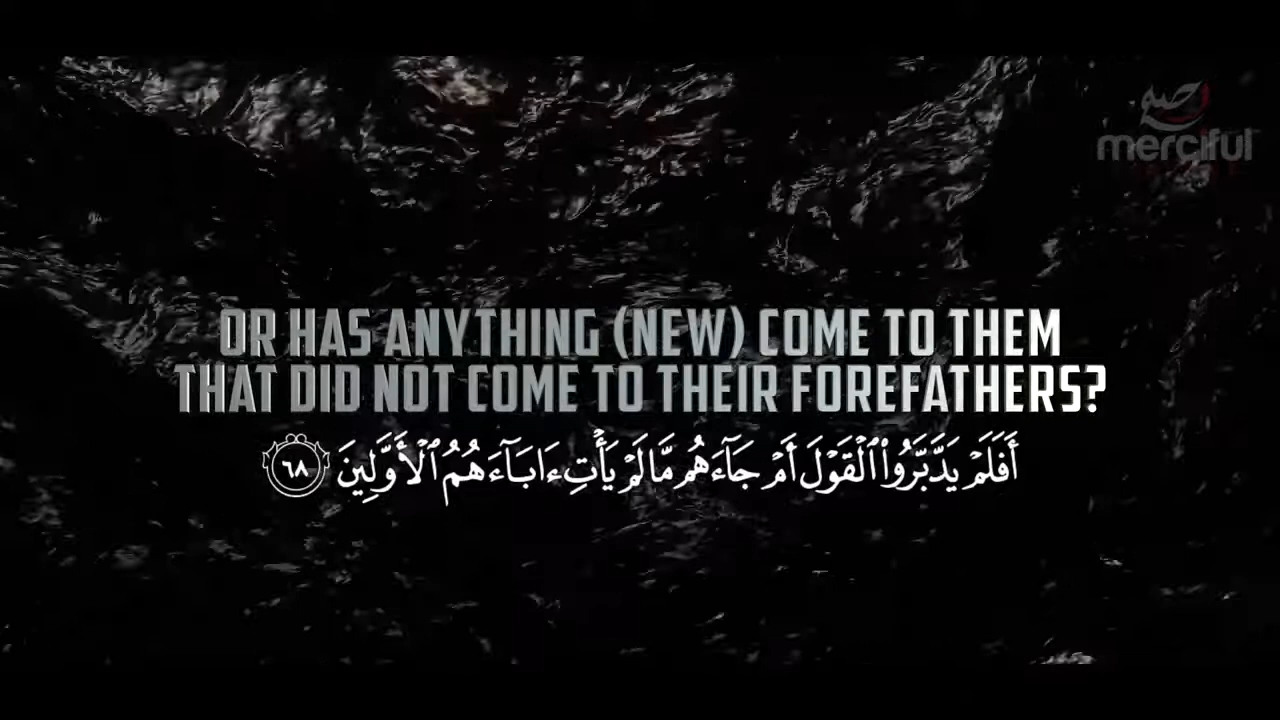 merciful
OR HAS ANYTHING (NEW) COME TO THEM
THAT DID NOT COME TO THEIR FOREFATHERS?
أَفَلَمْ يَدَّبَّرُوا۟ ٱلْقَوْلَ أَمْ جَآءَهُم مَّا لَمْ يَأْتِ ءَابَآءَهُمُ ٱلْأَوَّلِينَ ٦٨